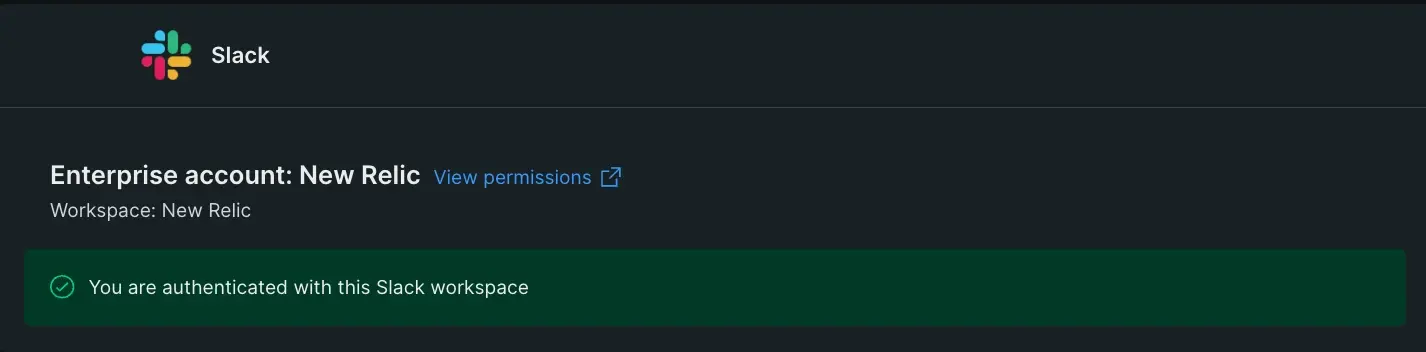 Slack
Enterprise account: New Relic View permissions
Workspace: New Relic
You are authenticated with this Slack workspace